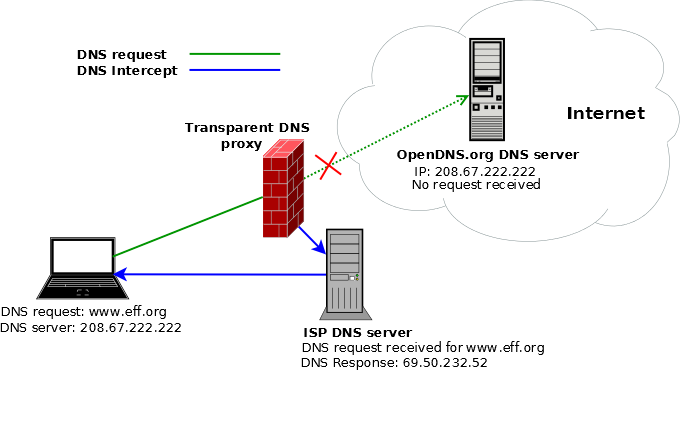 DNS request
DNS Intercept
Transparent DNS
proxy
Internet
OpenDNS.org DNS server
IP: 208.67.222.222
No request received
DNS request: www.eff.org
DNS server: 208.67.222.222
ISP DNS server
DNS request received for www.eff.org
DNS Response: 69.50.232.52